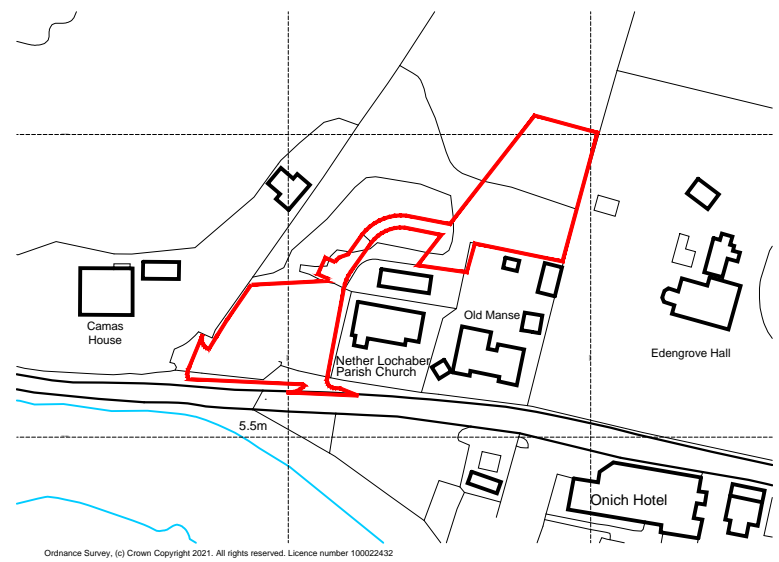 Camas
House
Old Manse
Edengrove Hall
Nether Lochaber
Parish Church
5.5m
Onich Hotel
Ordnance Survey, (c) Crown Copyright 2021. All rights reserved. Licence number 100022432